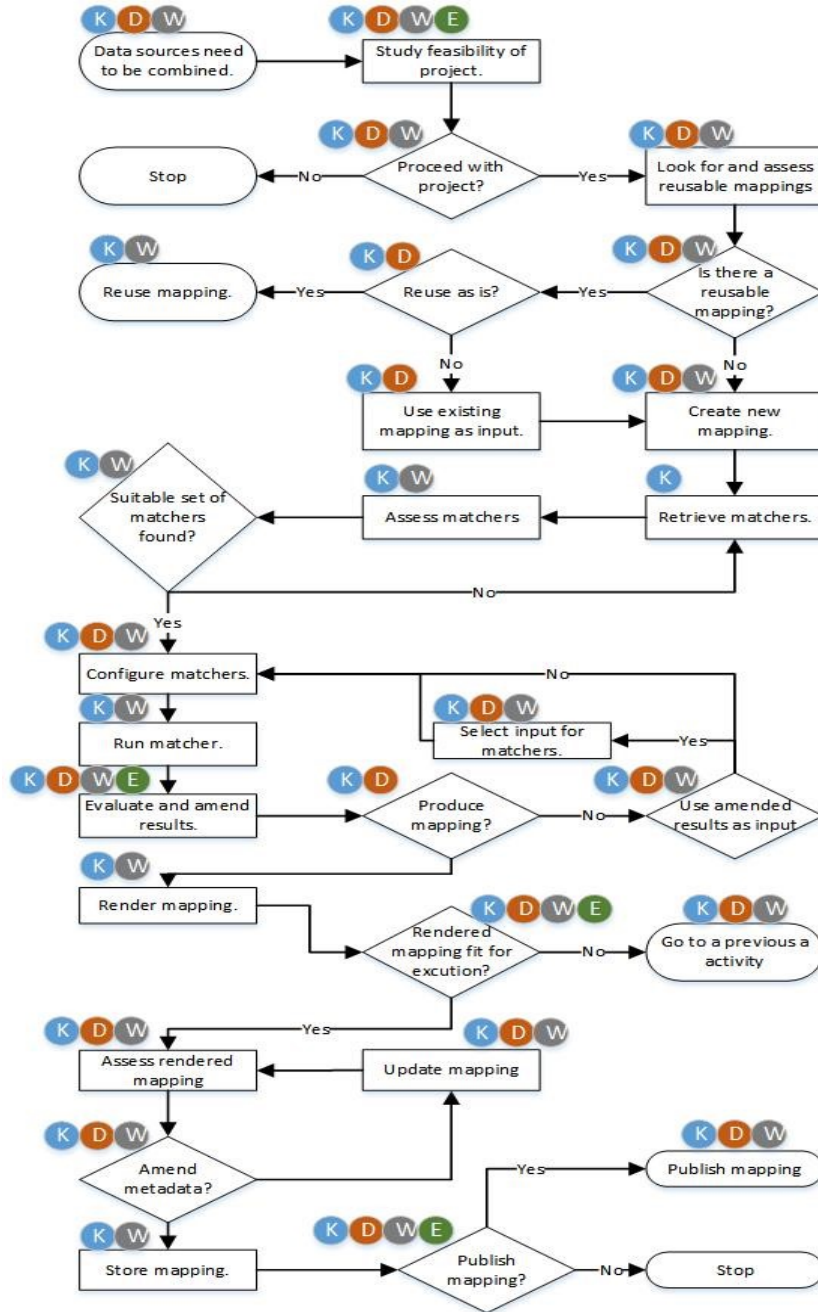 K D W
Data sources need
to be combined.
K D W E
Study feasibility of
project.
K D W
Proceed with
project?
No
Stop
Yes
K D W
Look for and assess
reusable mappings
K D W
Is there a
reusable
mapping?
Yes
K D
Reuse as is?
Yes
K W
Reuse mapping.
No
No
K D
Use existing
mapping as input.
K D W
Create new
mapping.
K
Retrieve matchers.
K W
Assess matchers
K W
Suitable set of
matchers
found?
No
Yes
K D W
Configure matchers.
No
K D W
Select input for
matchers.
Yes
K W
Run matcher.
K D W E
Evaluate and amend
results.
K D
Produce
mapping?
No
K D W
Use amended
results as input
K W
Render mapping.
K D W E
Rendered
mapping fit for
excution?
No
K D W
Go to a previous a
activity
Yes
K D W
Assess rendered
mapping
K D W
Update mapping
K D W
Amend
metadata?
K W
Store mapping.
K D W E
Publish
mapping?
Yes
K D W
Publish mapping
No
Stop